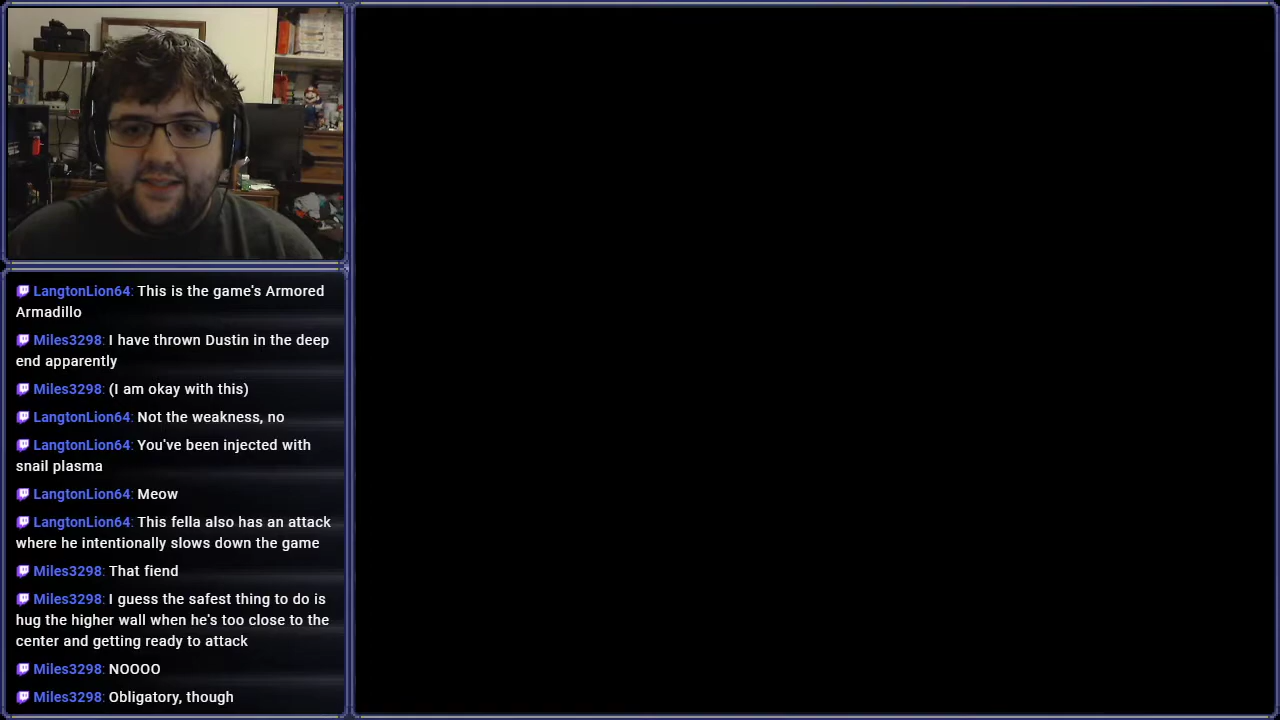 LangtonLion64: This is the game's Armored
Armadillo
Miles3298: I have thrown Dustin in the deep
end apparently
Miles3298: (I am okay with this)
LangtonLion64: Not the weakness, no
LangtonLion64: You've been injected with
snail plasma
LangtonLion64: Meow
LangtonLion64: This fella also has an attack
where he intentionally slows down the game
Miles3298: That fiend
Miles3298: I guess the safest thing to do is
hug the higher wall when he's too close to the
center and getting ready to attack
Miles3298: NOOOO
Miles3298: Obligatory, though